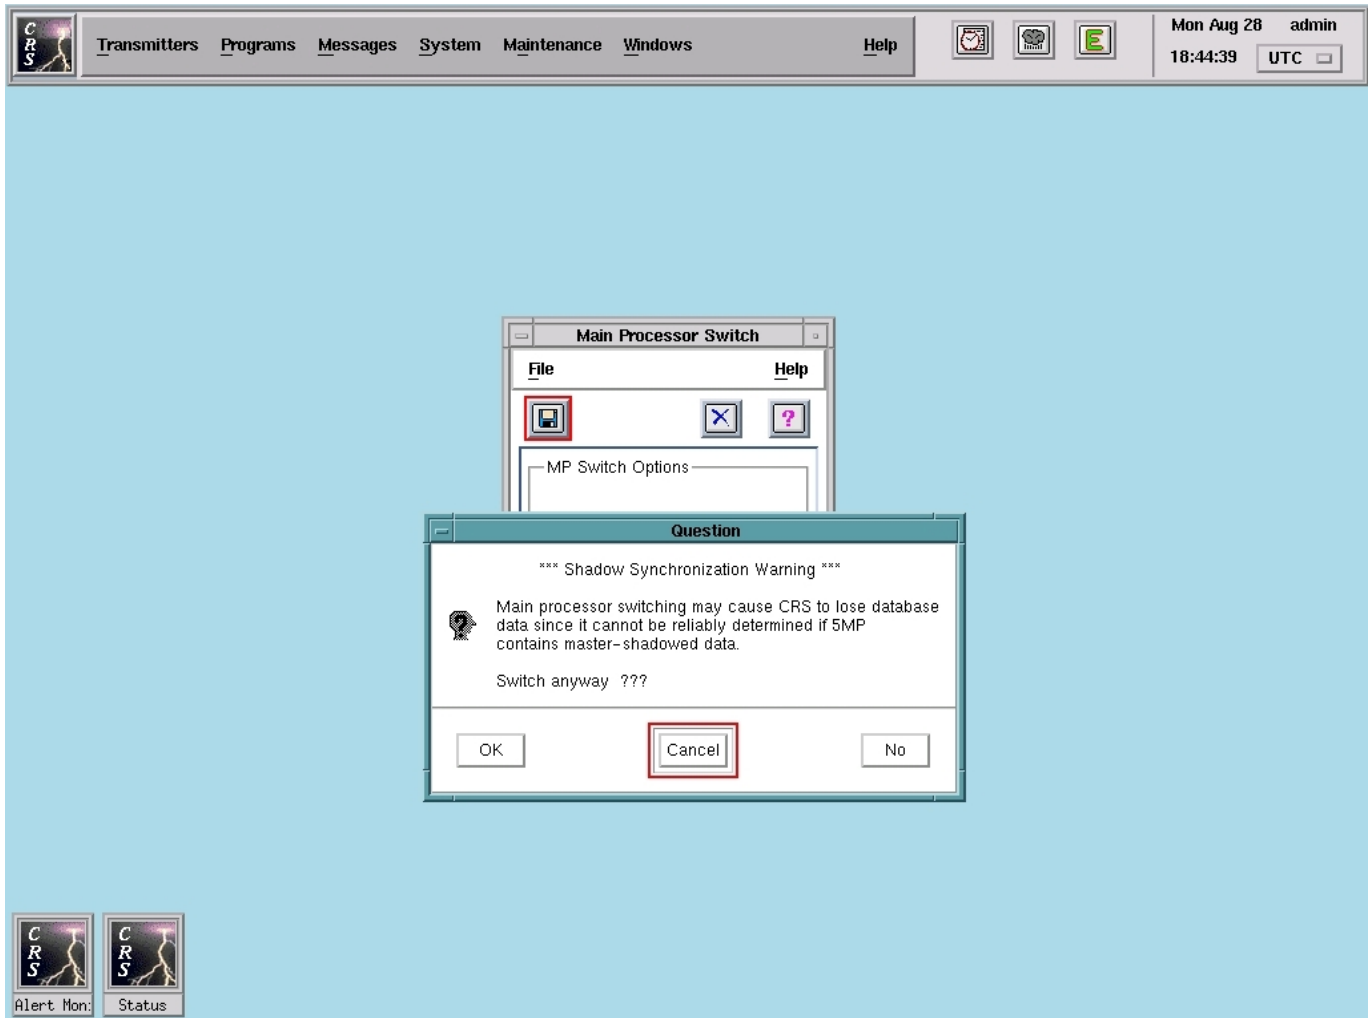 CRS
Transmitters Programs Messages System Maintenance Windows Help
E
Mon Aug 28 admin
18:44:39 UTC
Main Processor Switch
File Help
?
MP Switch Options
Question
*** Shadow Synchronization Warning ***
Main processor switching may cause CRS to lose database
data since it cannot be reliably determined if 5MP
contains master-shadowed data.
Switch anyway ???
OK Cancel No
CRS
Alert Mon:
CRS
Status